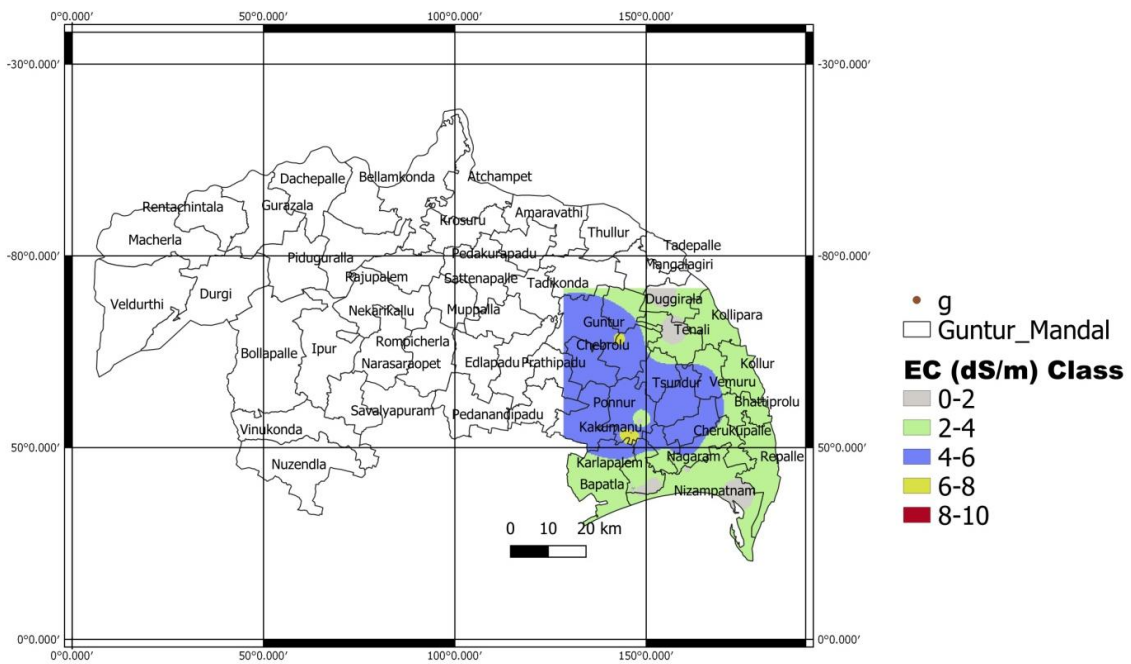 0°0.000′ 50°0.000′ 100°0.000′ 150°0.000′
-30°0.000′ -30°0.000′
Dachepalle Bellamkonda Atchampet
Rentachintala Gurazala Krosuru Amaravathi
Macherla Thullur Tadepalle
-80°0.000′ Piduguralla Pedakurapadu Mangalagiri -80°0.000′
Veldurthi Durgi Rajupalem Sattenapalle Tadikonda Duggirala
Nekarikallu Muppalla Guntur Tenali Kollipara
Bollapalle Ipur Rompicherla Chebrolu
Narasaraopet Edlapadu Prathipadu Tsundur Vemuru Kollur
Savalyapuram Pedanandipadu Ponnur Bhattiprolu
Vinukonda Kakumanu Cherukupalle
50°0.000′ 50°0.000′
Nuzendla Karlapalem Nagaram Repalle
Bapatla Nizampatnam
0 10 20 km
0°0.000′ 0°0.000′
0°0.000′ 50°0.000′ 100°0.000′ 150°0.000′
g
Guntur_Mandal
EC (dS/m) Class
0-2
2-4
4-6
6-8
8-10